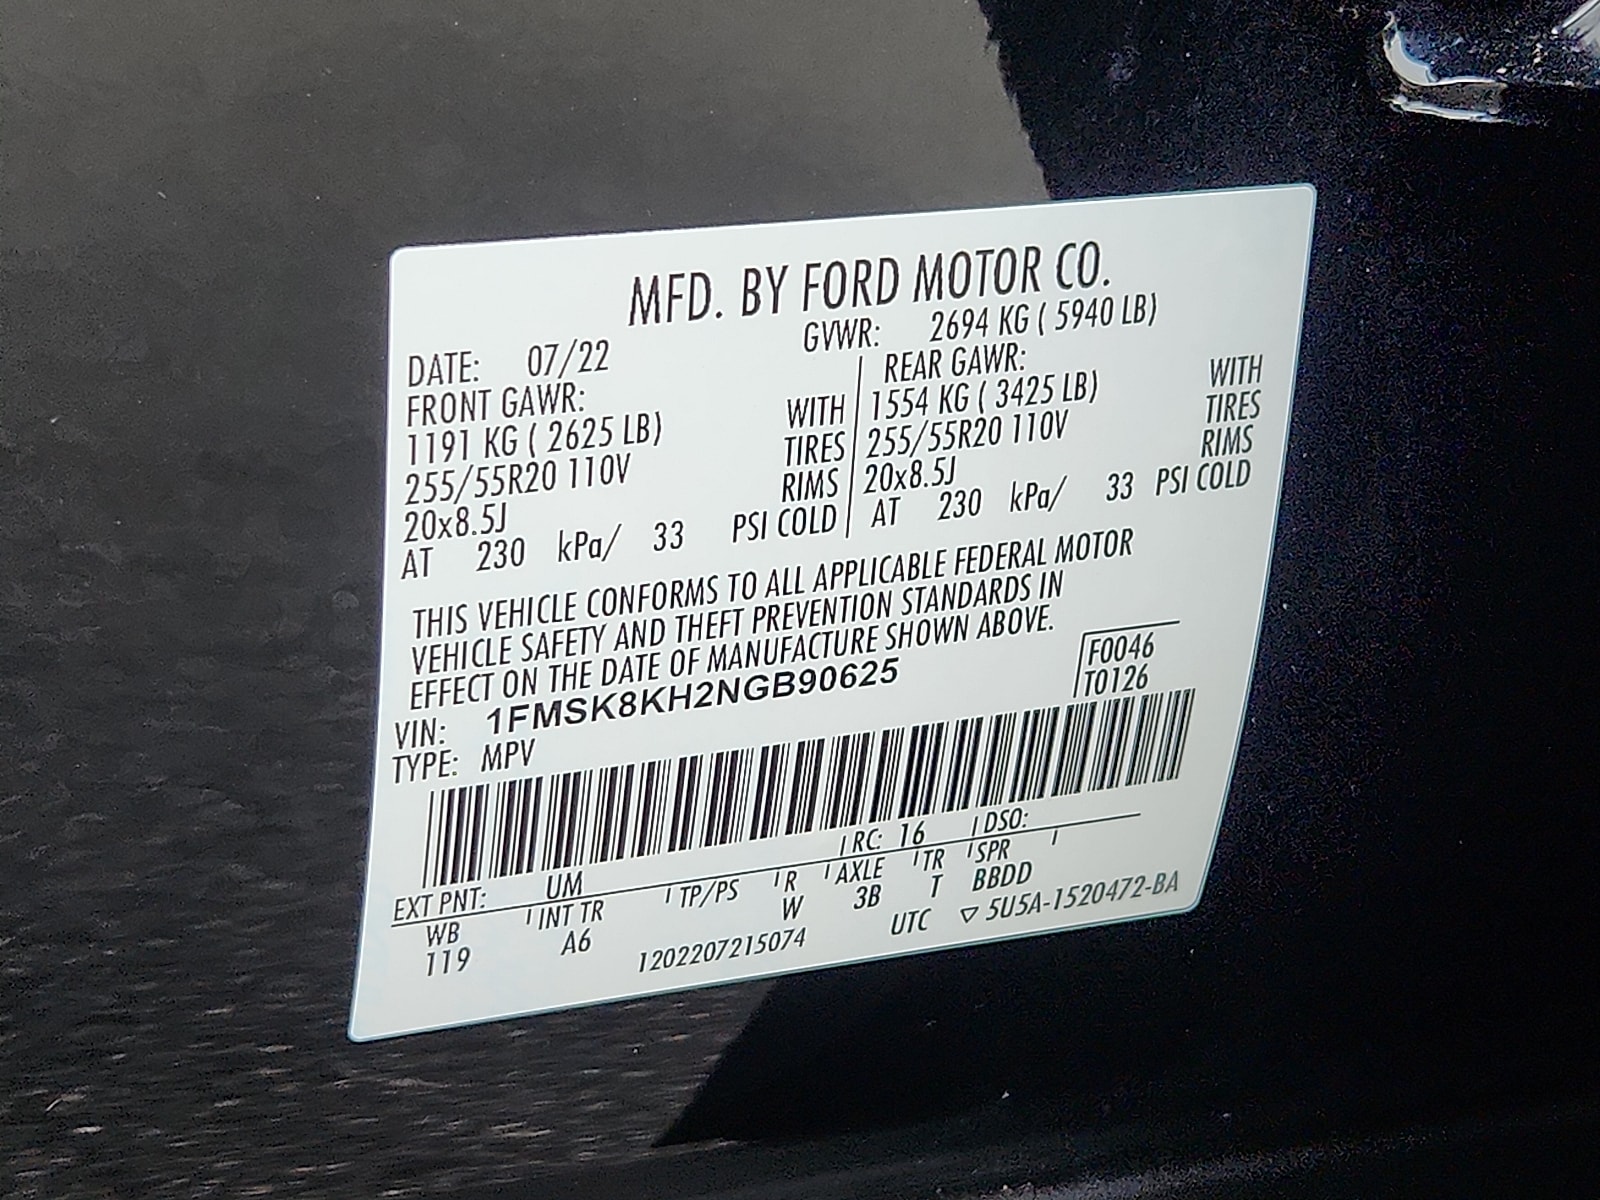 MFD. BY FORD MOTOR CO.
DATE: 07/22 GVWR: 2694 KG ( 5940 LB)
FRONT GAWR: REAR GAWR:
1191 KG ( 2625 LB) WITH 1554 KG ( 3425 LB) WITH
255/55R20 110V TIRES 255/55R20 110V TIRES
20x8.5J RIMS 20x8.5J RIMS
AT 230 kPa/ 33 PSI COLD AT 230 kPa/ 33 PSI COLD
THIS VEHICLE CONFORMS TO ALL APPLICABLE FEDERAL MOTOR
VEHICLE SAFETY AND THEFT PREVENTION STANDARDS IN
EFFECT ON THE DATE OF MANUFACTURE SHOWN ABOVE.
VIN: 1FMSK8KH2NGB90625 F0046
TYPE: MPV T0126
EXT PNT: UM RC: 16 DSO:
WB INT TR TP/PS R AXLE TR SPR
119 A6 W 3B T BBDD
1202207215074 UTC ▽ 5U5A-1520472-BA